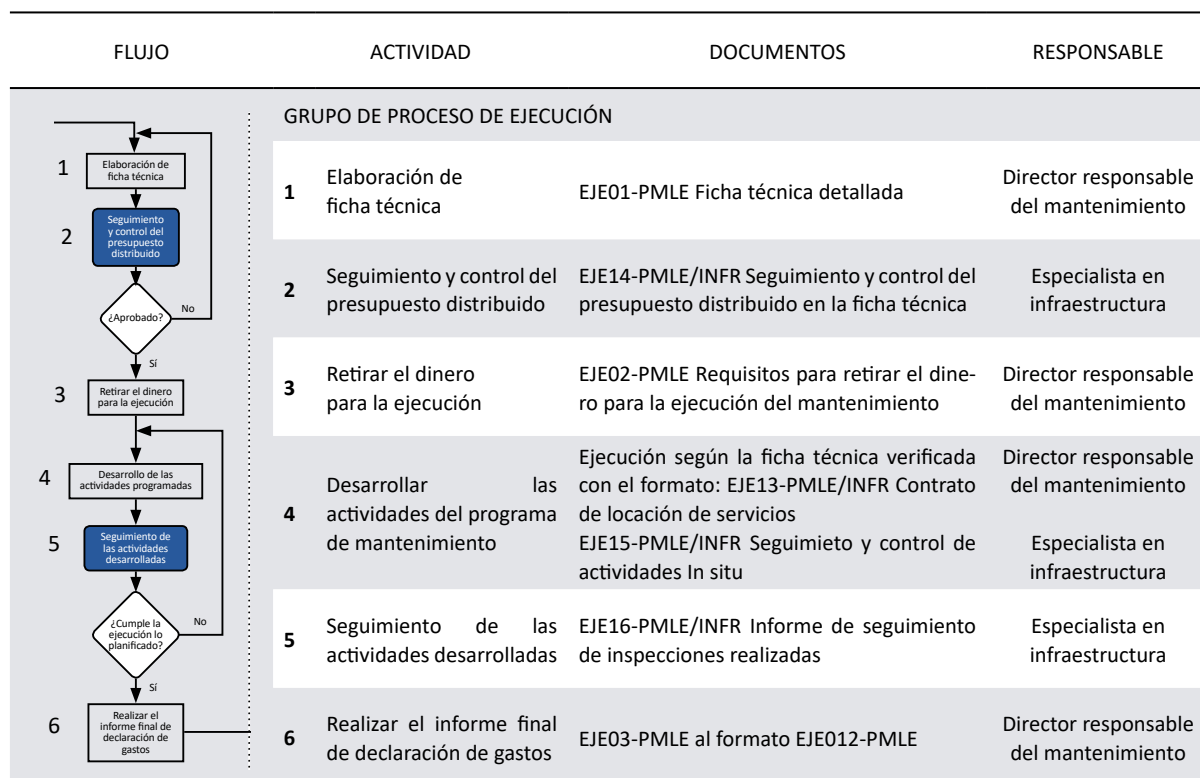 FLUJO
ACTIVIDAD
DOCUMENTOS
RESPONSABLE
1
Elaboración de
ficha técnica
2
Seguimiento
y control del
presupuesto
distribuido
¿Aprobado?
No
Sí
3
Retirar el dinero
para la ejecución
4
Desarrollo de las
actividades programadas
5
Seguimiento de
las actividades
desarrolladas
¿Cumple la
ejecución lo
planificado?
No
Sí
6
Realizar el
informe final de
declaración de
gastos
GRUPO DE PROCESO DE EJECUCIÓN
1
Elaboración de
ficha técnica
EJE01-PMLE Ficha técnica detallada
Director responsable
del mantenimiento
2
Seguimiento y control del
presupuesto distribuido
EJE14-PMLE/INFR Seguimiento y control del
presupuesto distribuido en la ficha técnica
Especialista en
infraestructura
3
Retirar el dinero
para la ejecución
EJE02-PMLE Requisitos para retirar el dine-
ro para la ejecución del mantenimiento
Director responsable
del mantenimiento
4
Desarrollar las
actividades del programa
de mantenimiento
Ejecución según la ficha técnica verificada
con el formato: EJE13-PMLE/INFR Contrato
de locación de servicios
EJE15-PMLE/INFR Seguimieto y control de
actividades In situ
Director responsable
del mantenimiento
Especialista en
infraestructura
5
Seguimiento de las
actividades desarrolladas
EJE16-PMLE/INFR Informe de seguimiento
de inspecciones realizadas
Especialista en
infraestructura
6
Realizar el informe final
de declaración de gastos
EJE03-PMLE al formato EJE012-PMLE
Director responsable
del mantenimiento